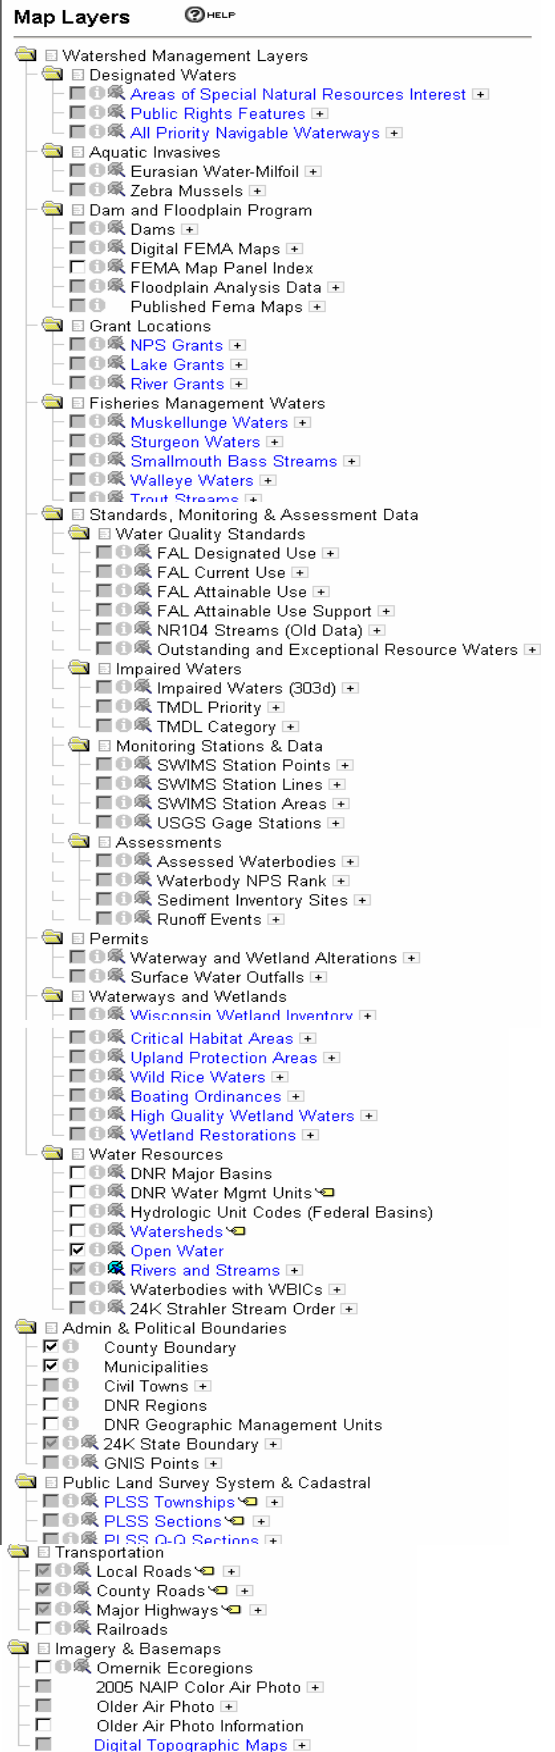 Map Layers ? HELP
Watershed Management Layers
Designated Waters
Areas of Special Natural Resources Interest +
Public Rights Features +
All Priority Navigable Waterways +
Aquatic Invasives
Eurasian Water-Milfoil +
Zebra Mussels +
Dam and Floodplain Program
Dams +
Digital FEMA Maps +
FEMA Map Panel Index
Floodplain Analysis Data +
Published Fema Maps +
Grant Locations
NPS Grants +
Lake Grants +
River Grants +
Fisheries Management Waters
Muskellunge Waters +
Sturgeon Waters +
Smallmouth Bass Streams +
Walleye Waters +
Trout Streams +
Standards, Monitoring & Assessment Data
Water Quality Standards
FAL Designated Use +
FAL Current Use +
FAL Attainable Use +
FAL Attainable Use Support +
NR104 Streams (Old Data) +
Outstanding and Exceptional Resource Waters +
Impaired Waters
Impaired Waters (303d) +
TMDL Priority +
TMDL Category +
Monitoring Stations & Data
SWIMS Station Points +
SWIMS Station Lines +
SWIMS Station Areas +
USGS Gage Stations +
Assessments
Assessed Waterbodies +
Waterbody NPS Rank +
Sediment Inventory Sites +
Runoff Events +
Permits
Waterway and Wetland Alterations +
Surface Water Outfalls +
Waterways and Wetlands
Wisconsin Wetland Inventory +
Critical Habitat Areas +
Upland Protection Areas +
Wild Rice Waters +
Boating Ordinances +
High Quality Wetland Waters +
Wetland Restorations +
Water Resources
DNR Major Basins
DNR Water Mgmt Units
Hydrologic Unit Codes (Federal Basins)
Watersheds
Open Water
Rivers and Streams +
Waterbodies with WBICs +
24K Strahler Stream Order +
Admin & Political Boundaries
County Boundary
Municipalities
Civil Towns +
DNR Regions
DNR Geographic Management Units
24K State Boundary +
GNIS Points +
Public Land Survey System & Cadastral
PLSS Townships +
PLSS Sections +
PLSS Q-Q Sections +
Transportation
Local Roads +
County Roads +
Major Highways +
Railroads
Imagery & Basemaps
Omernik Ecoregions
2005 NAIP Color Air Photo +
Older Air Photo +
Older Air Photo Information
Digital Topographic Maps +